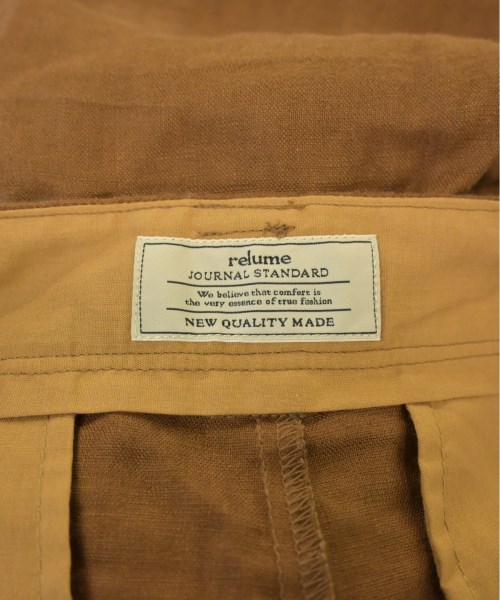 relume
JOURNAL STANDARD
We believe that comfort is
the very essence of true fashion
NEW QUALITY MADE